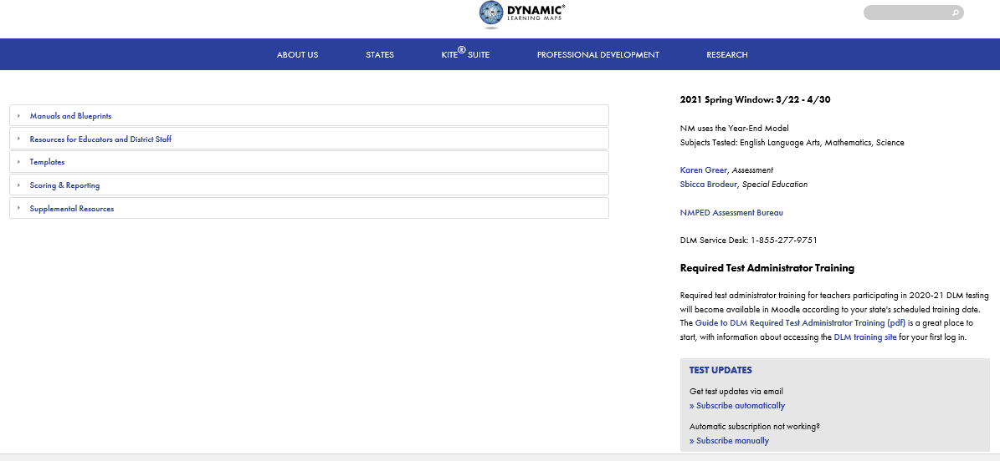 DYNAMIC®
LEARNING MAPS
ABOUT US
STATES
KITE® SUITE
PROFESSIONAL DEVELOPMENT
RESEARCH
Manuals and Blueprints
Resources for Educators and District Staff
Templates
Scoring & Reporting
Supplemental Resources
2021 Spring Window: 3/22 - 4/30
NM uses the Year-End Model
Subjects Tested: English Language Arts, Mathematics, Science
Karen Greer, Assessment
Sbicca Brodeur, Special Education
NMPED Assessment Bureau
DLM Service Desk: 1-855-277-9751
Required Test Administrator Training
Required test administrator training for teachers participating in 2020-21 DLM testing
will become available in Moodle according to your state's scheduled training date.
The Guide to DLM Required Test Administrator Training (pdf) is a great place to
start, with information about accessing the DLM training site for your first log in.
TEST UPDATES
Get test updates via email
» Subscribe automatically
Automatic subscription not working?
» Subscribe manually